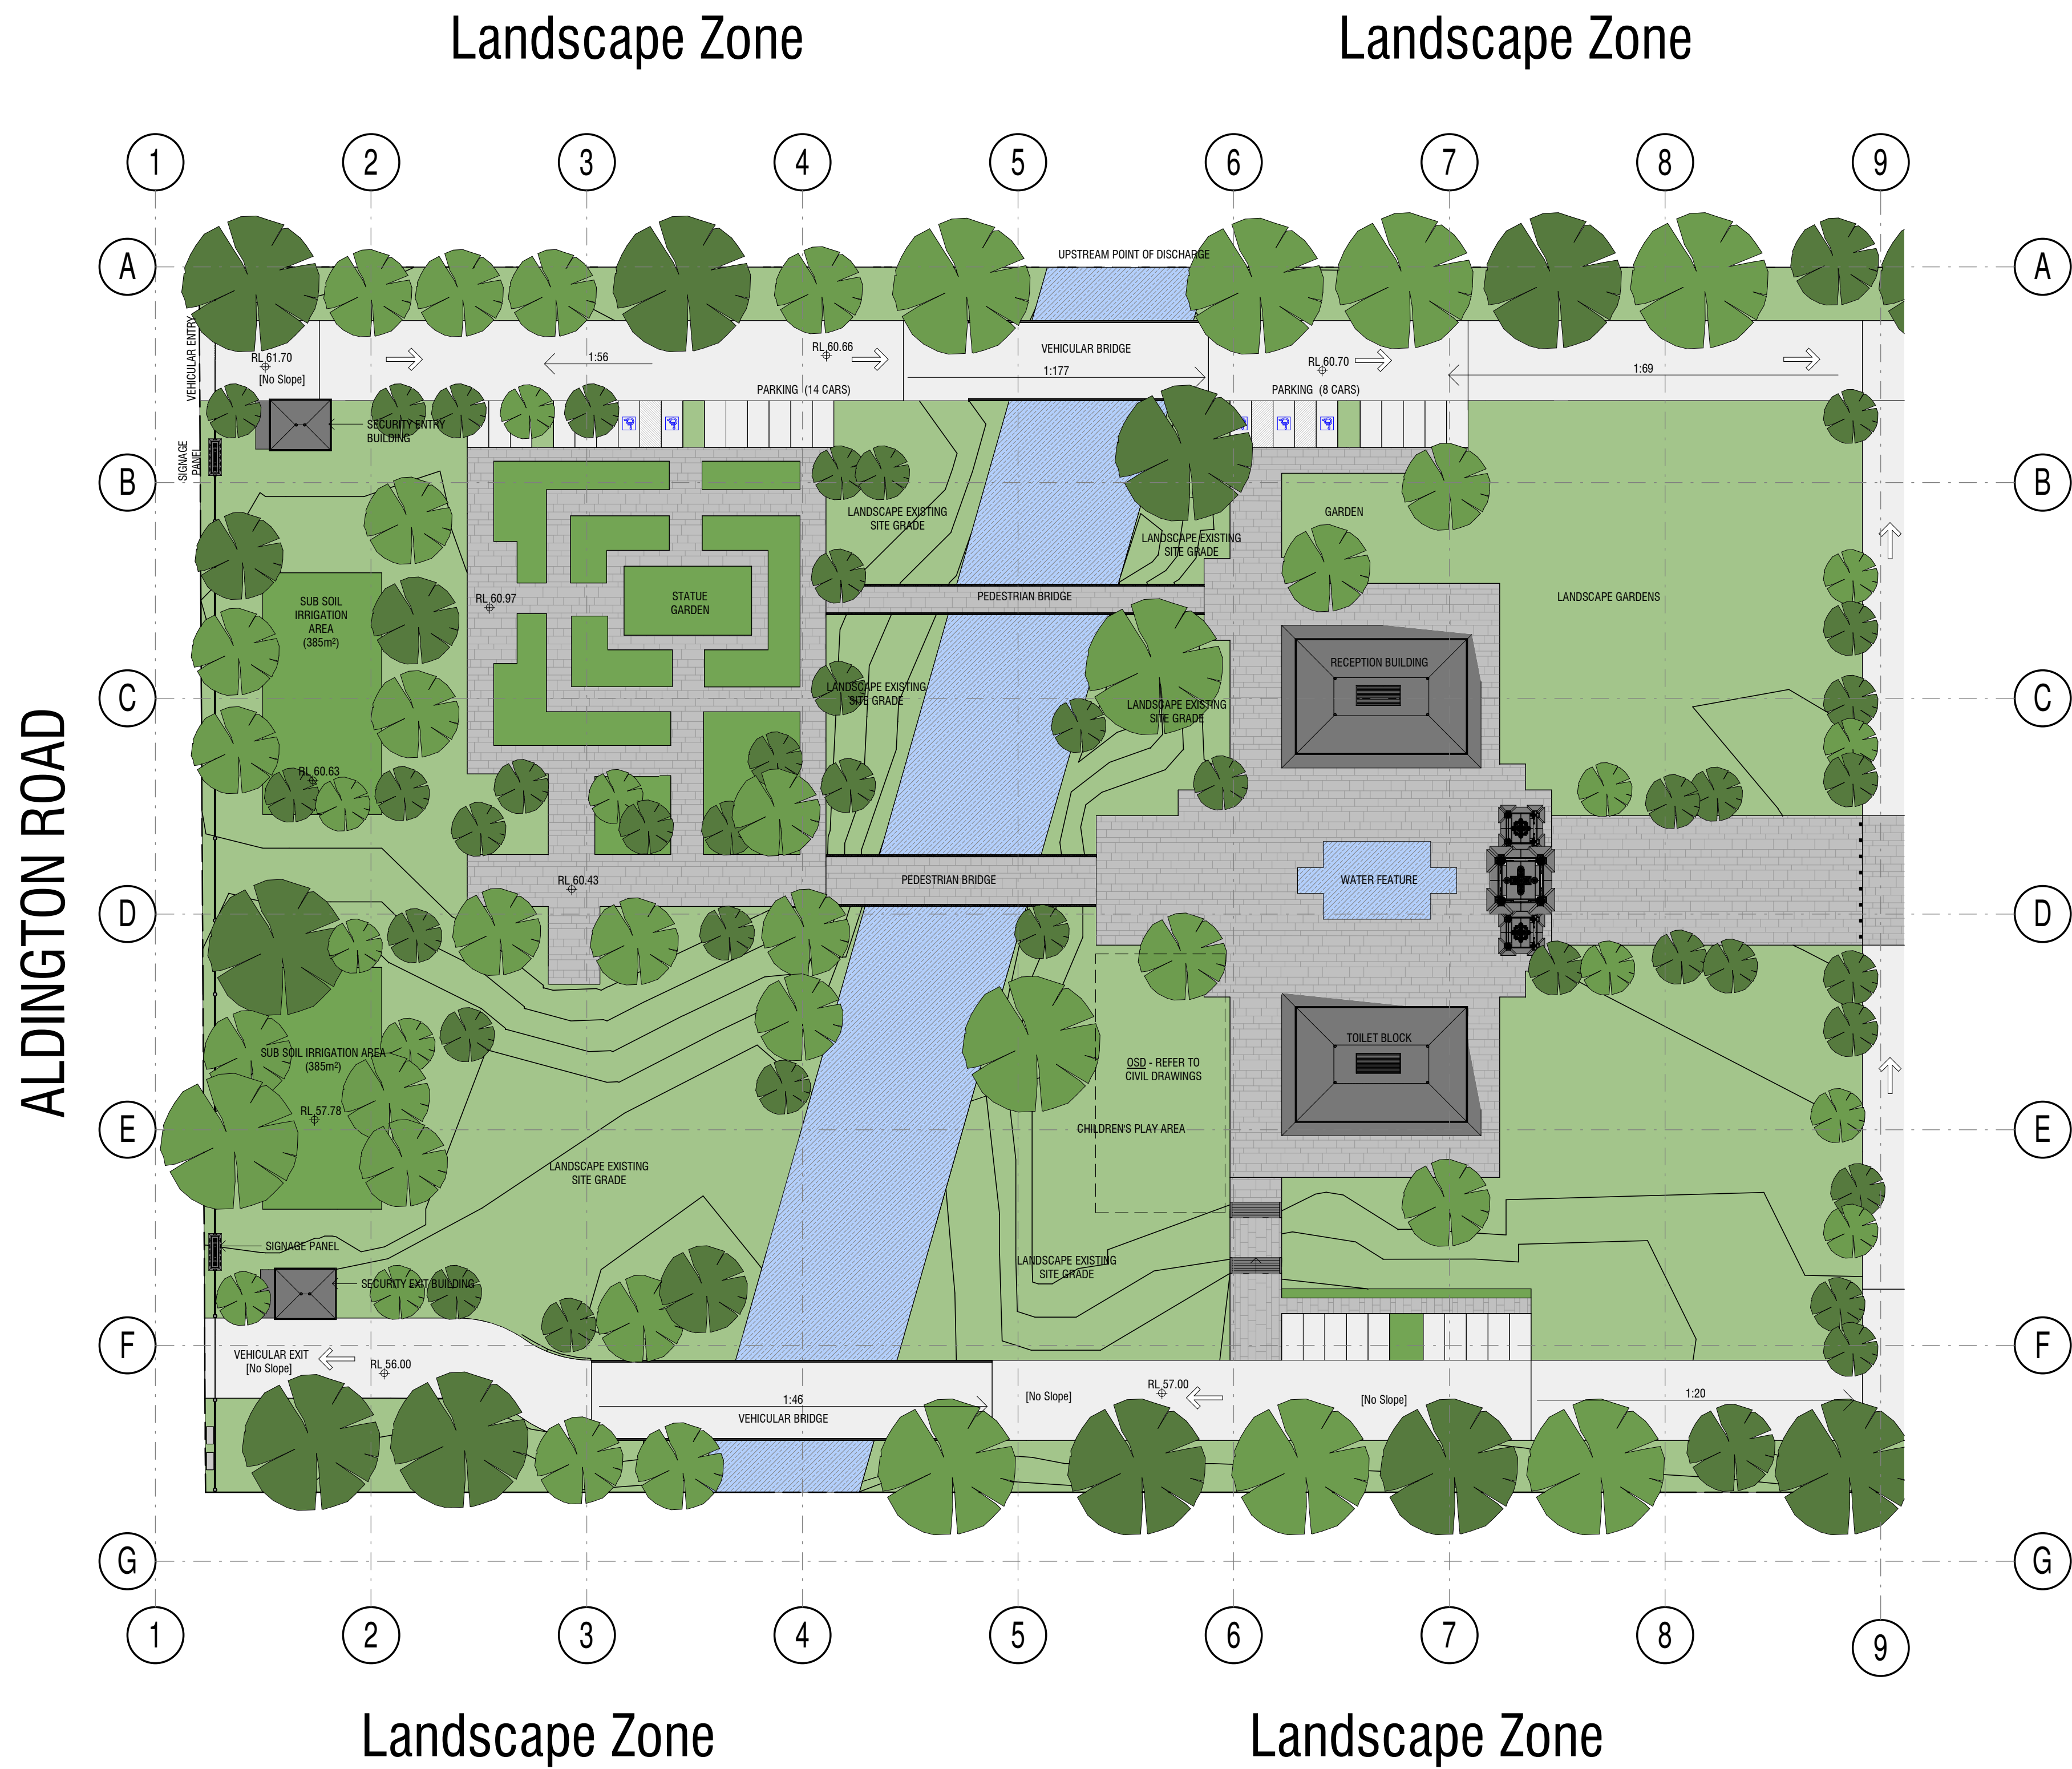 Landscape Zone
Landscape Zone
1
2
3
4
5
6
7
8
9
A
A
UPSTREAM POINT OF DISCHARGE
VEHICULAR ENTRY
RL 61.70
[No Slope]
1:56
RL 60.66
PARKING (14 CARS)
VEHICULAR BRIDGE
1:177
RL 60.70
PARKING (8 CARS)
1:69
SECURITY ENTRY
BUILDING
SIGNAGE
PANEL
B
B
LANDSCAPE EXISTING
SITE GRADE
LANDSCAPE EXISTING
SITE GRADE
GARDEN
SUB SOIL
IRRIGATION
AREA
(385m²)
RL 60.97
STATUE
GARDEN
PEDESTRIAN BRIDGE
LANDSCAPE GARDENS
RECEPTION BUILDING
C
C
LANDSCAPE EXISTING
SITE GRADE
LANDSCAPE EXISTING
SITE GRADE
ALDINGTON ROAD
RL 60.63
RL 60.43
PEDESTRIAN BRIDGE
WATER FEATURE
D
D
SUB SOIL IRRIGATION AREA
(385m²)
RL 57.78
OSD - REFER TO
CIVIL DRAWINGS
TOILET BLOCK
E
E
CHILDREN'S PLAY AREA
LANDSCAPE EXISTING
SITE GRADE
SIGNAGE PANEL
SECURITY EXIT BUILDING
LANDSCAPE EXISTING
SITE GRADE
F
F
VEHICULAR EXIT
[No Slope]
RL 56.00
1:46
VEHICULAR BRIDGE
[No Slope]
RL 57.00
[No Slope]
1:20
G
G
1
2
3
4
5
6
7
8
9
Landscape Zone
Landscape Zone